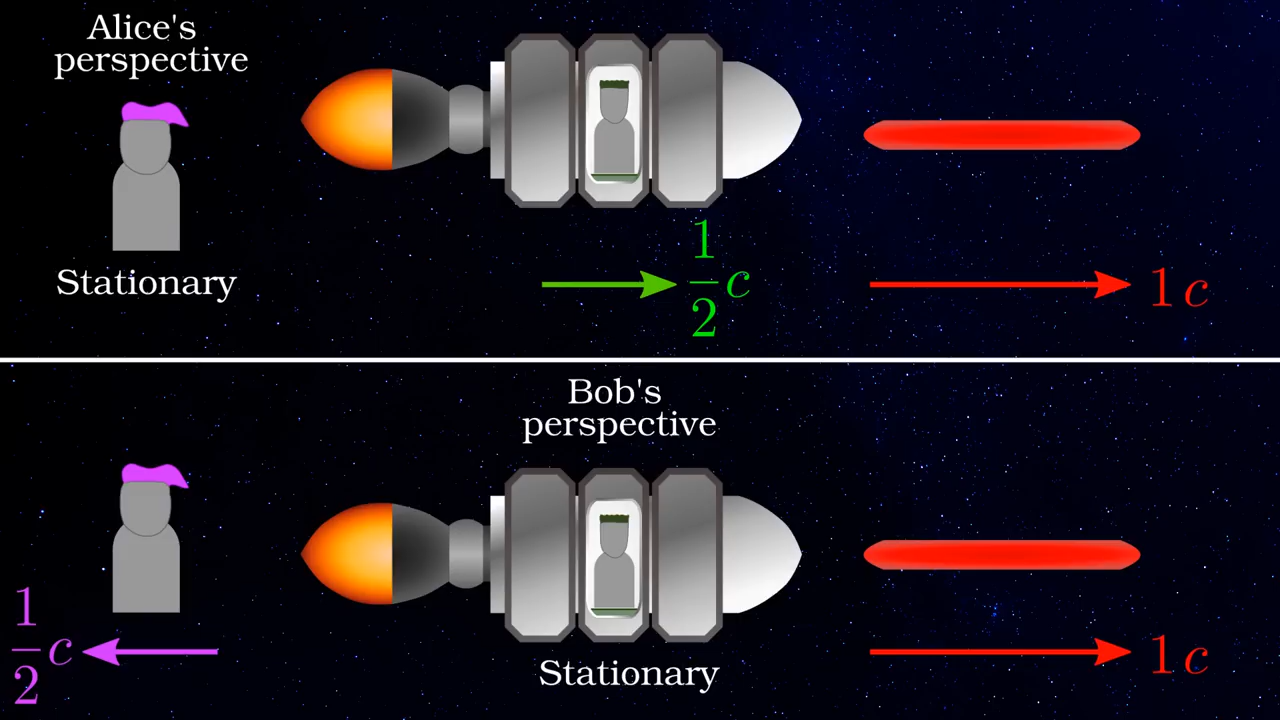 Alice's
perspective
Stationary
1/2 c
1 c
Bob's
perspective
Stationary
1/2 c
1 c